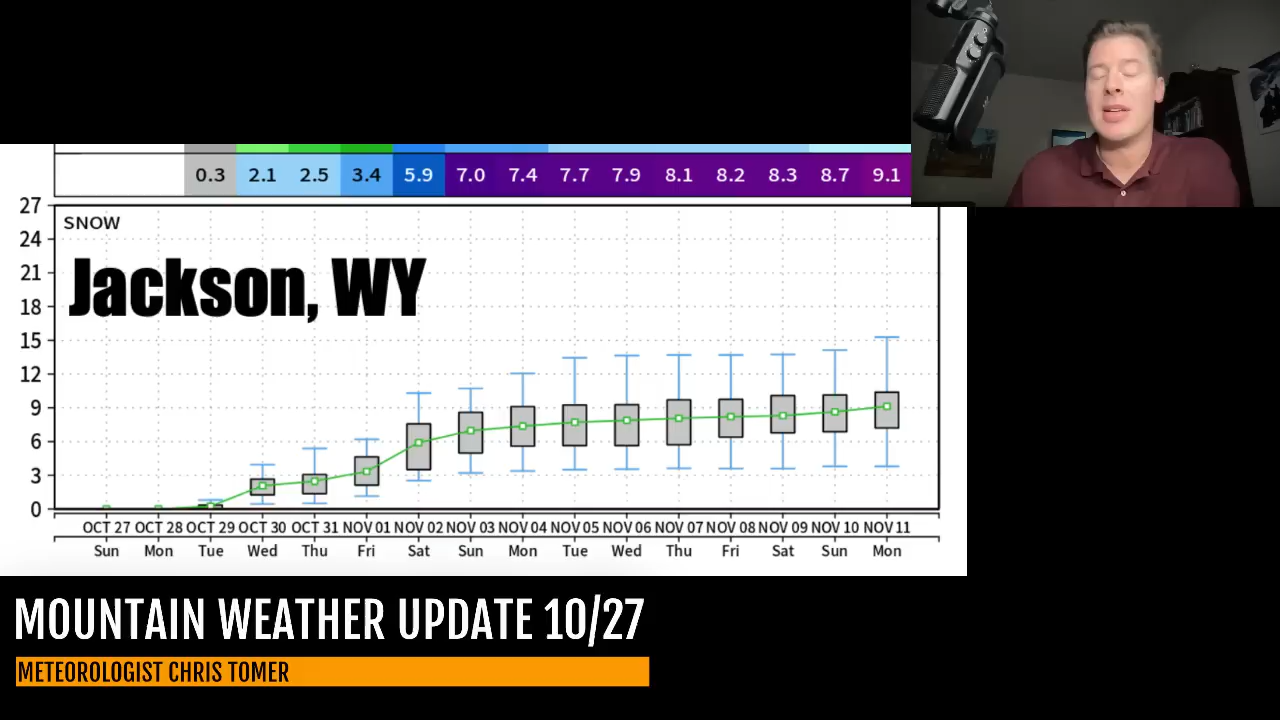 0.3 2.1 2.5 3.4 5.9 7.0 7.4 7.7 7.9 8.1 8.2 8.3 8.7 9.1
27
SNOW
24
Jackson, WY
21
18
15
12
9
6
3
0
OCT 27 OCT 28 OCT 29 OCT 30 OCT 31 NOV 01 NOV 02 NOV 03 NOV 04 NOV 05 NOV 06 NOV 07 NOV 08 NOV 09 NOV 10 NOV 11
Sun Mon Tue Wed Thu Fri Sat Sun Mon Tue Wed Thu Fri Sat Sun Mon
MOUNTAIN WEATHER UPDATE 10/27
METEOROLOGIST CHRIS TOMER